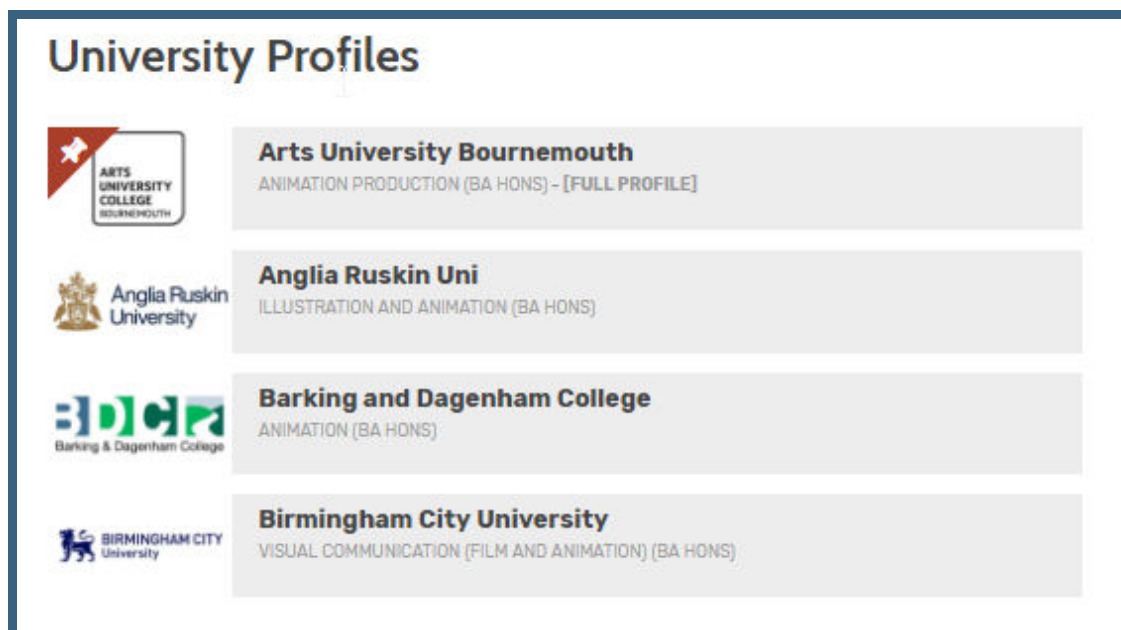 University Profiles
ARTS
UNIVERSITY
COLLEGE
BOURNEMOUTH
Arts University Bournemouth
ANIMATION PRODUCTION (BA HONS) - [FULL PROFILE]
Anglia Ruskin
University
Anglia Ruskin Uni
ILLUSTRATION AND ANIMATION (BA HONS)
BDC
Barking & Dagenham College
Barking and Dagenham College
ANIMATION (BA HONS)
BIRMINGHAM CITY
University
Birmingham City University
VISUAL COMMUNICATION (FILM AND ANIMATION) (BA HONS)